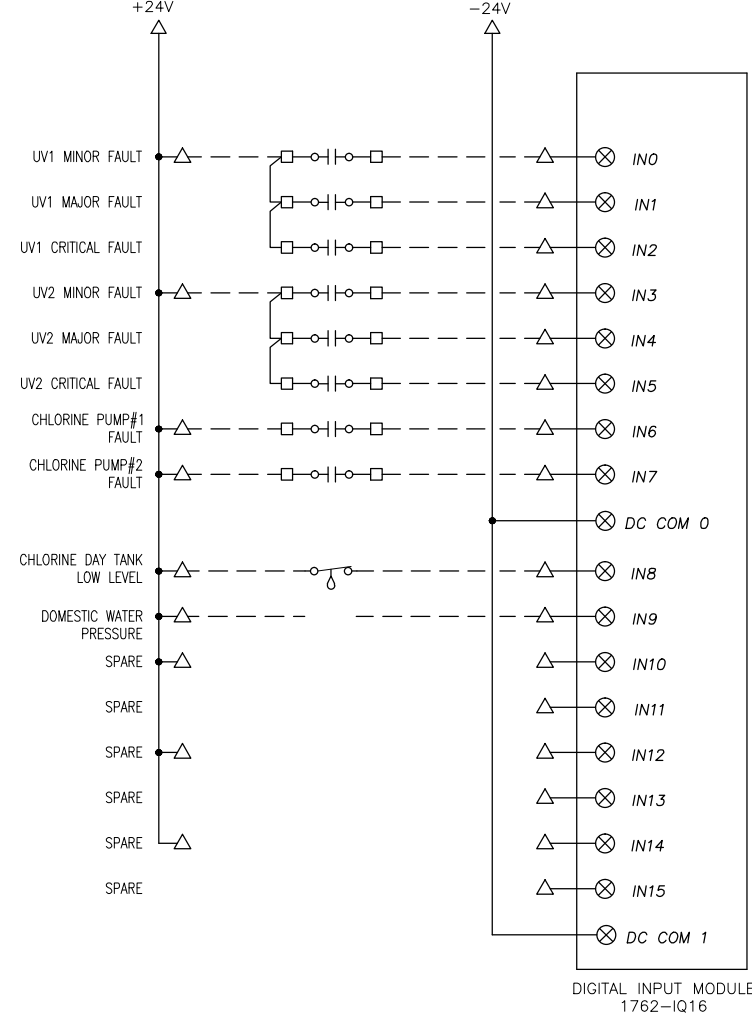 +24V
−24V
UV1 MINOR FAULT
IN0
UV1 MAJOR FAULT
IN1
UV1 CRITICAL FAULT
IN2
UV2 MINOR FAULT
IN3
UV2 MAJOR FAULT
IN4
UV2 CRITICAL FAULT
IN5
CHLORINE PUMP#1
FAULT
IN6
CHLORINE PUMP#2
FAULT
IN7
DC COM 0
CHLORINE DAY TANK
LOW LEVEL
IN8
DOMESTIC WATER
PRESSURE
IN9
SPARE
IN10
SPARE
IN11
SPARE
IN12
SPARE
IN13
SPARE
IN14
SPARE
IN15
DC COM 1
DIGITAL INPUT MODULE
1762−IQ16